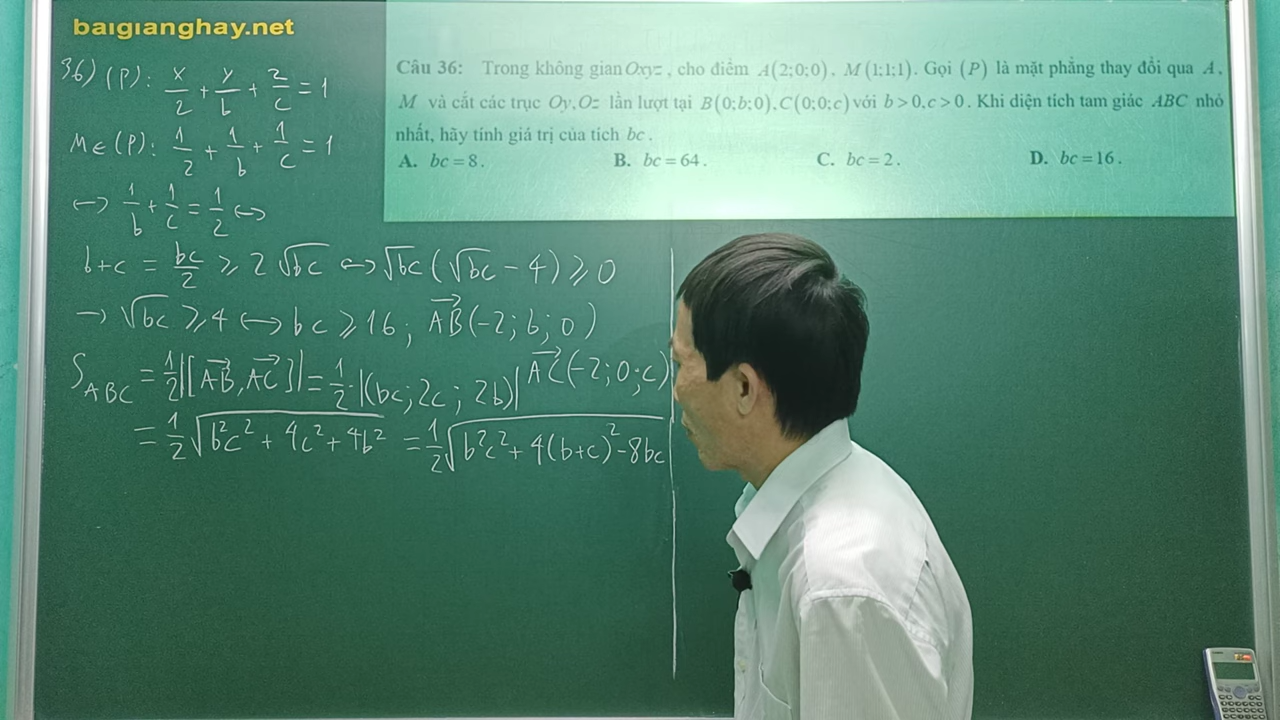 baigianghay.net
36) (P): x/2 + y/b + z/c = 1
M ∈ (P): 1/2 + 1/b + 1/c = 1
↔ 1/b + 1/c = 1/2 ↔
b+c = bc/2 ≥ 2√bc ↔ √bc (√bc - 4) ≥ 0
→ √bc ≥ 4 ↔ bc ≥ 16; AB→(-2; b; 0)
S_ABC = 1/2 |[AB→, AC→]| = 1/2 · |(bc; 2c; 2b)| AC→(-2; 0; c)
= 1/2 √(b²c² + 4c² + 4b²) = 1/2 √(b²c² + 4(b+c)² - 8bc)
Câu 36: Trong không gian Oxyz, cho điểm A(2;0;0), M(1;1;1). Gọi (P) là mặt phẳng thay đổi qua A,
M và cắt các trục Oy, Oz lần lượt tại B(0;b;0), C(0;0;c) với b > 0, c > 0. Khi diện tích tam giác ABC nhỏ
nhất, hãy tính giá trị của tích bc.
A. bc = 8. B. bc = 64. C. bc = 2. D. bc = 16.